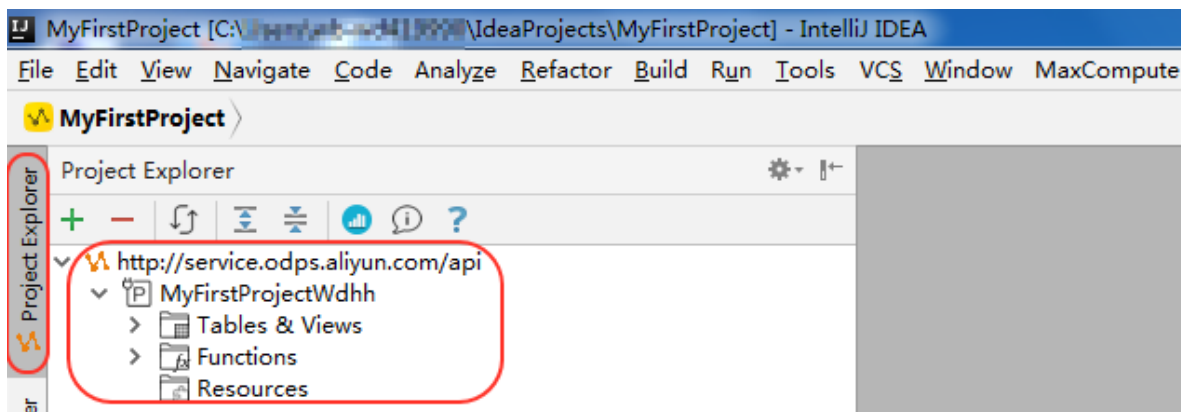 MyFirstProject [C:\ \IdeaProjects\MyFirstProject] - IntelliJ IDEA
File Edit View Navigate Code Analyze Refactor Build Run Tools VCS Window MaxCompute
MyFirstProject
Project Explorer
Project Explorer
http://service.odps.aliyun.com/api
MyFirstProjectWdhh
Tables & Views
Functions
Resources